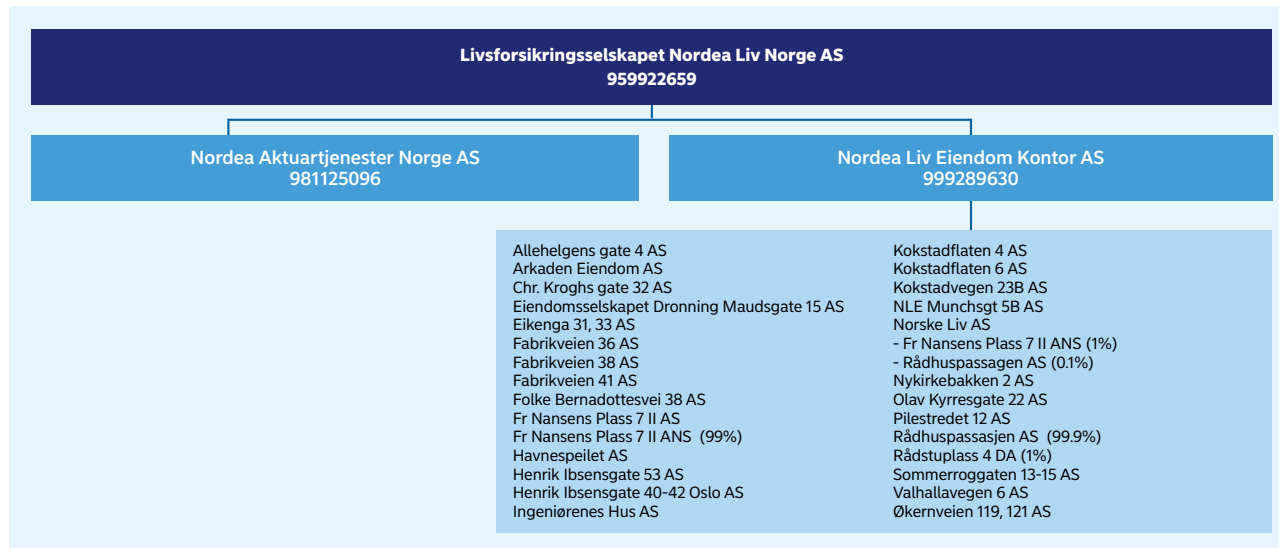 Livsforsikringsselskapet Nordea Liv Norge AS
959922659
Nordea Aktuartjenester Norge AS
981125096
Nordea Liv Eiendom Kontor AS
999289630
Allehelgens gate 4 AS
Arkaden Eiendom AS
Chr. Kroghs gate 32 AS
Eiendomsselskapet Dronning Maudsgate 15 AS
Eikenga 31, 33 AS
Fabrikveien 36 AS
Fabrikveien 38 AS
Fabrikveien 41 AS
Folke Bernadottesvei 38 AS
Fr Nansens Plass 7 II AS
Fr Nansens Plass 7 II ANS (99%)
Havnespeilet AS
Henrik Ibsensgate 53 AS
Henrik Ibsensgate 40-42 Oslo AS
Ingeniørenes Hus AS
Kokstadflaten 4 AS
Kokstadflaten 6 AS
Kokstadvegen 23B AS
NLE Munchsgt 5B AS
Norske Liv AS
- Fr Nansens Plass 7 II ANS (1%)
- Rådhuspassagen AS (0.1%)
Nykirkebakken 2 AS
Olav Kyrresgate 22 AS
Pilestredet 12 AS
Rådhuspassasjen AS (99.9%)
Rådstuplass 4 DA (1%)
Sommerroggaten 13-15 AS
Valhallavegen 6 AS
Økernveien 119, 121 AS